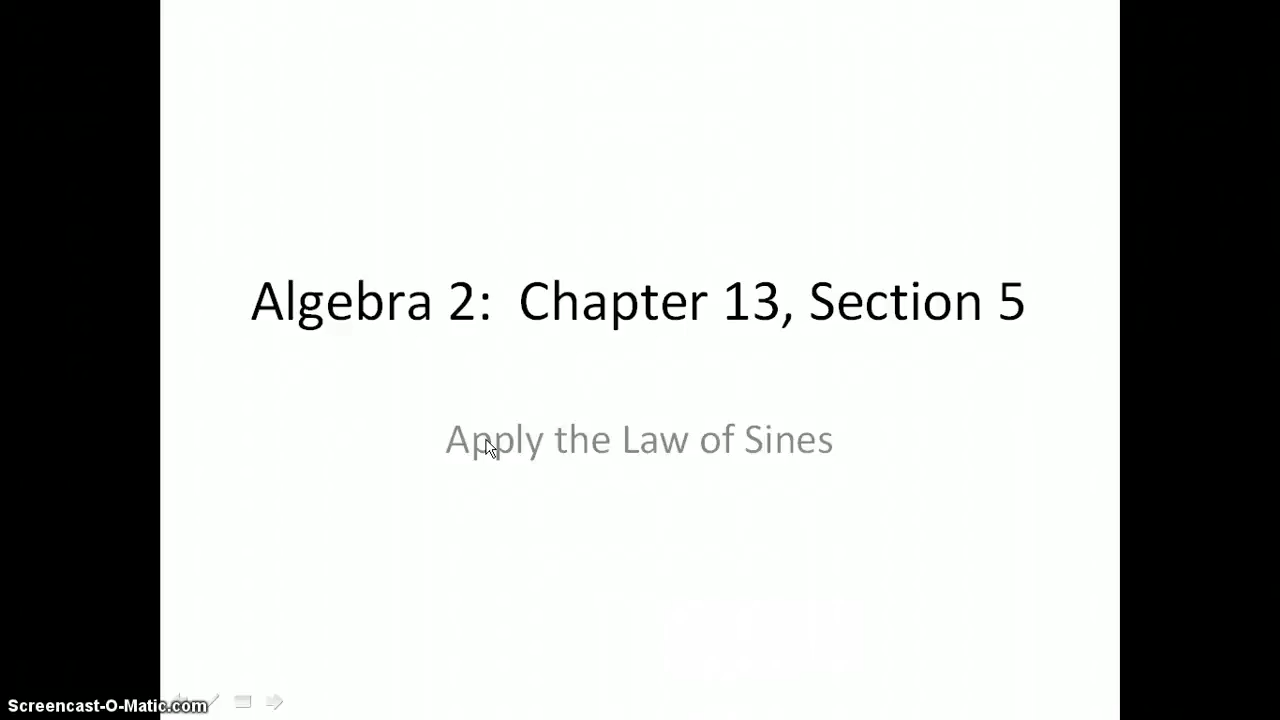 Algebra 2:  Chapter 13, Section 5
Apply the Law of Sines
Screencast-O-Matic.com